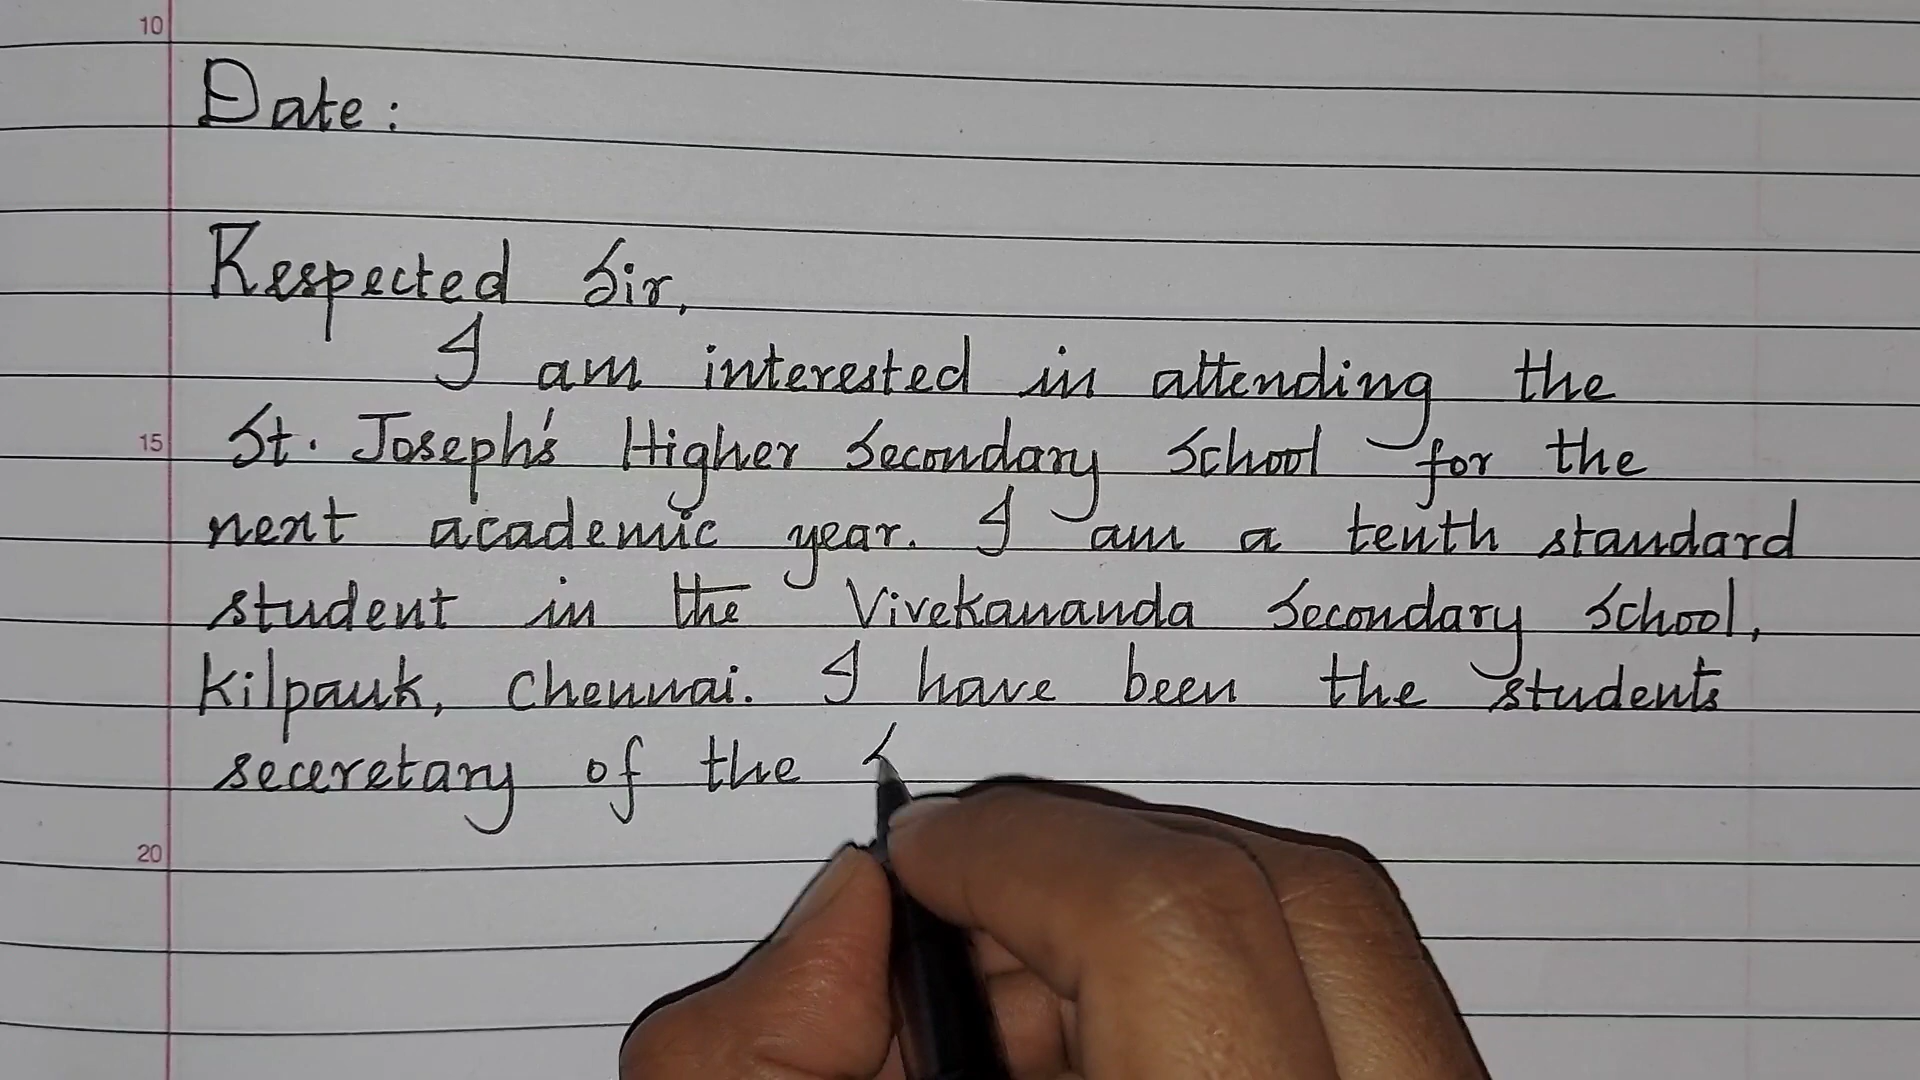 10
Date:
Respected Sir,
I am interested in attending the
15
St. Joseph's Higher Secondary School for the
next academic year. I am a tenth standard
student in the Vivekananda Secondary School,
Kilpauk, Chennai. I have been the students
seceretary of the S
20